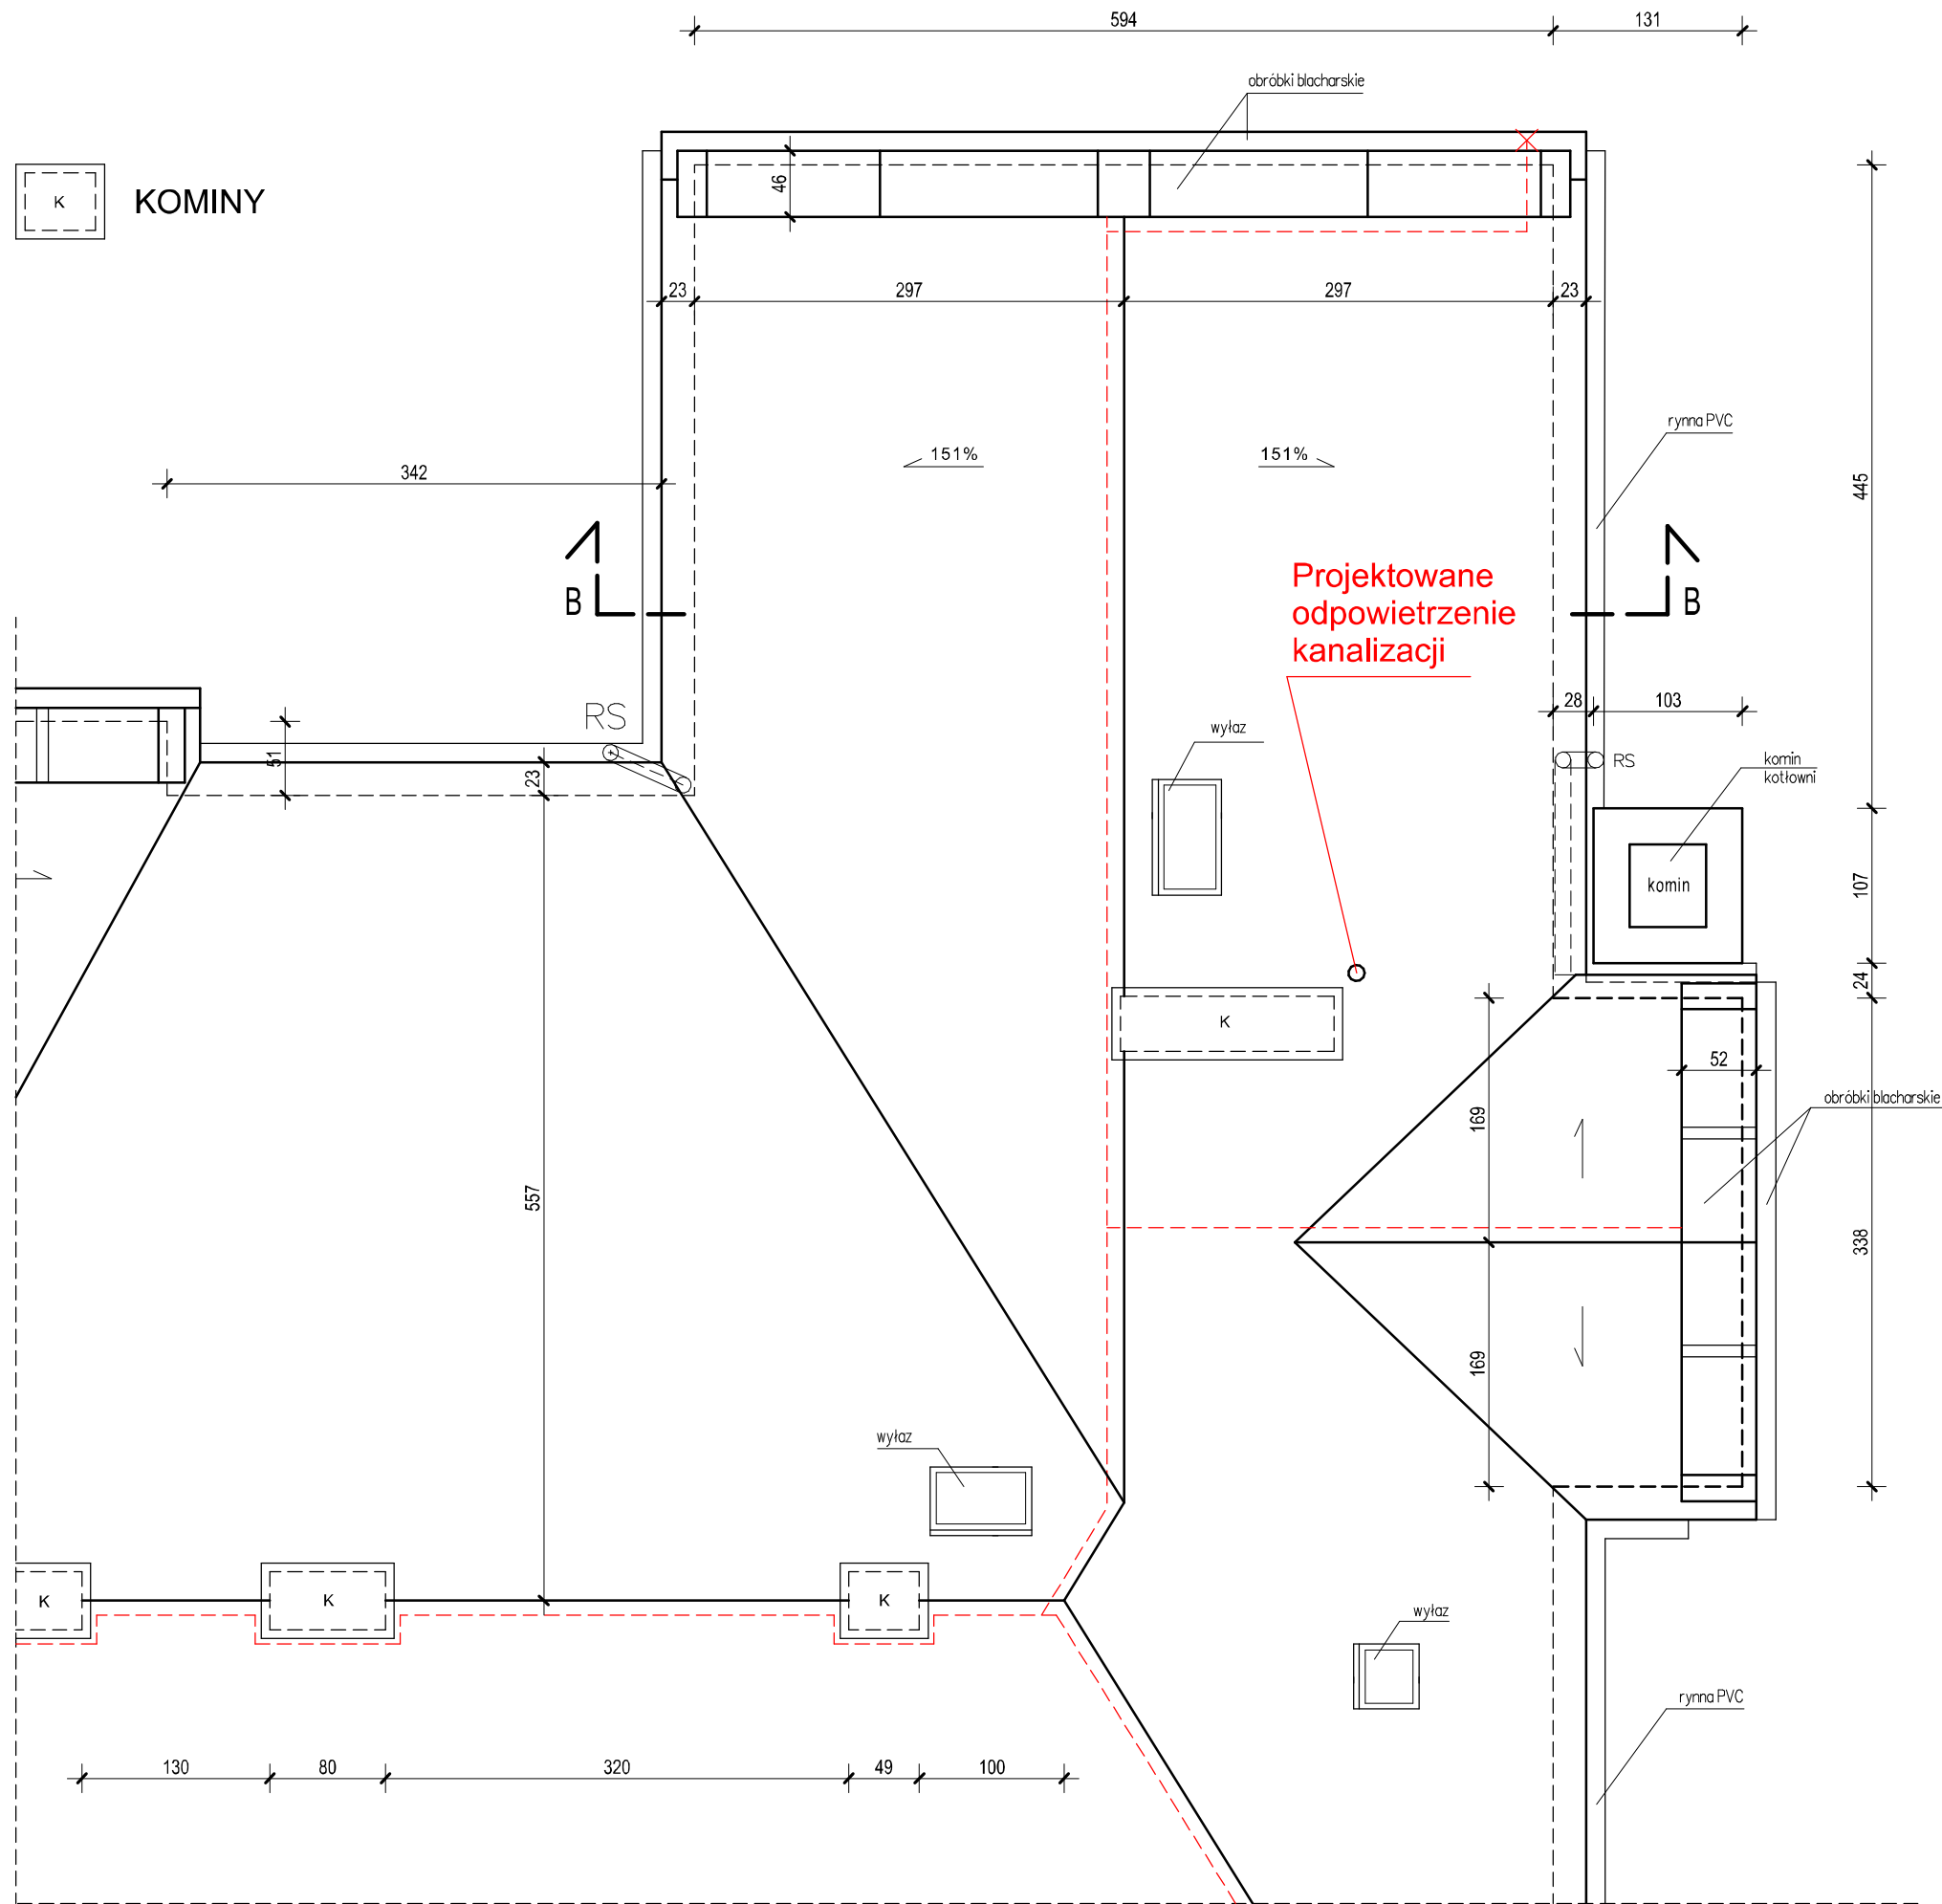 594
131
obróbki blacharskie
K
KOMINY
46
23
297
297
23
rynna PVC
151%
151%
342
445
Projektowane
odpowietrzenie
kanalizacji
B
B
28
103
RS
wyłaz
51
23
RS
komin
kotłowni
komin
107
24
K
52
obróbki blacharskie
169
557
338
169
wyłaz
K
K
K
wyłaz
rynna PVC
130
80
320
49
100